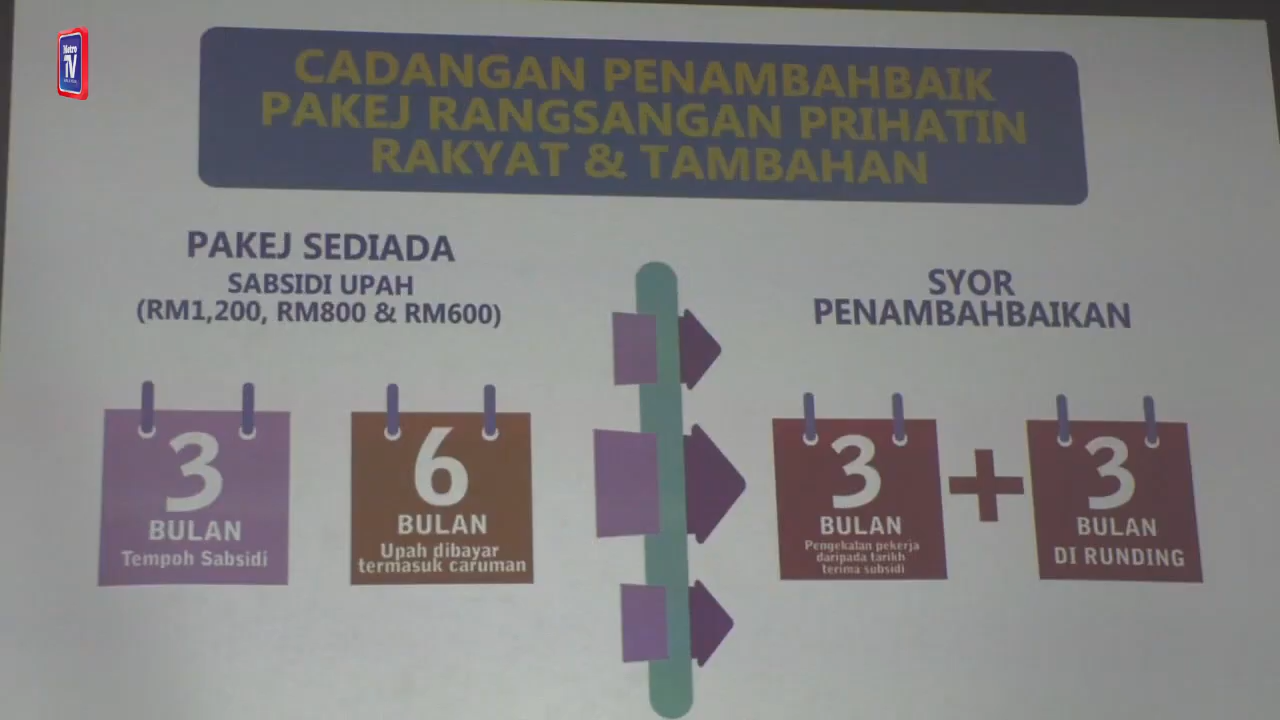 Metro
TV
CADANGAN PENAMBAHBAIK
PAKEJ RANGSANGAN PRIHATIN
RAKYAT & TAMBAHAN
PAKEJ SEDIADA
SABSIDI UPAH
(RM1,200, RM800 & RM600)
3
BULAN
Tempoh Sabsidi
6
BULAN
Upah dibayar
termasuk caruman
SYOR
PENAMBAHBAIKAN
3
BULAN
Pengekalan pekerja
daripada tarikh
terima subsidi
+
3
BULAN
DI RUNDING